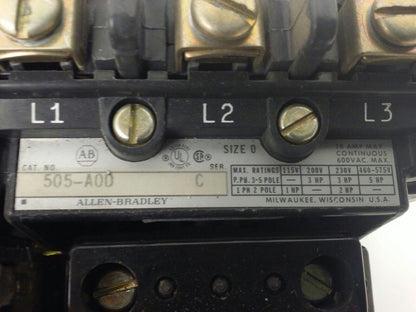 L1 L2 L3
AB UL SIZE 0 18 AMP MAX.
CONTINUOUS
600VAC. MAX.
CAT. NO. SER.
505-AOD C
MAX. RATINGS 115V 200V 230V 460-575V
P.PH. 3-5 POLE — 3 HP 3 HP 5 HP
1 PH 2 POLE 1 HP — 2 HP —
ALLEN-BRADLEY MILWAUKEE, WISCONSIN U.S.A.